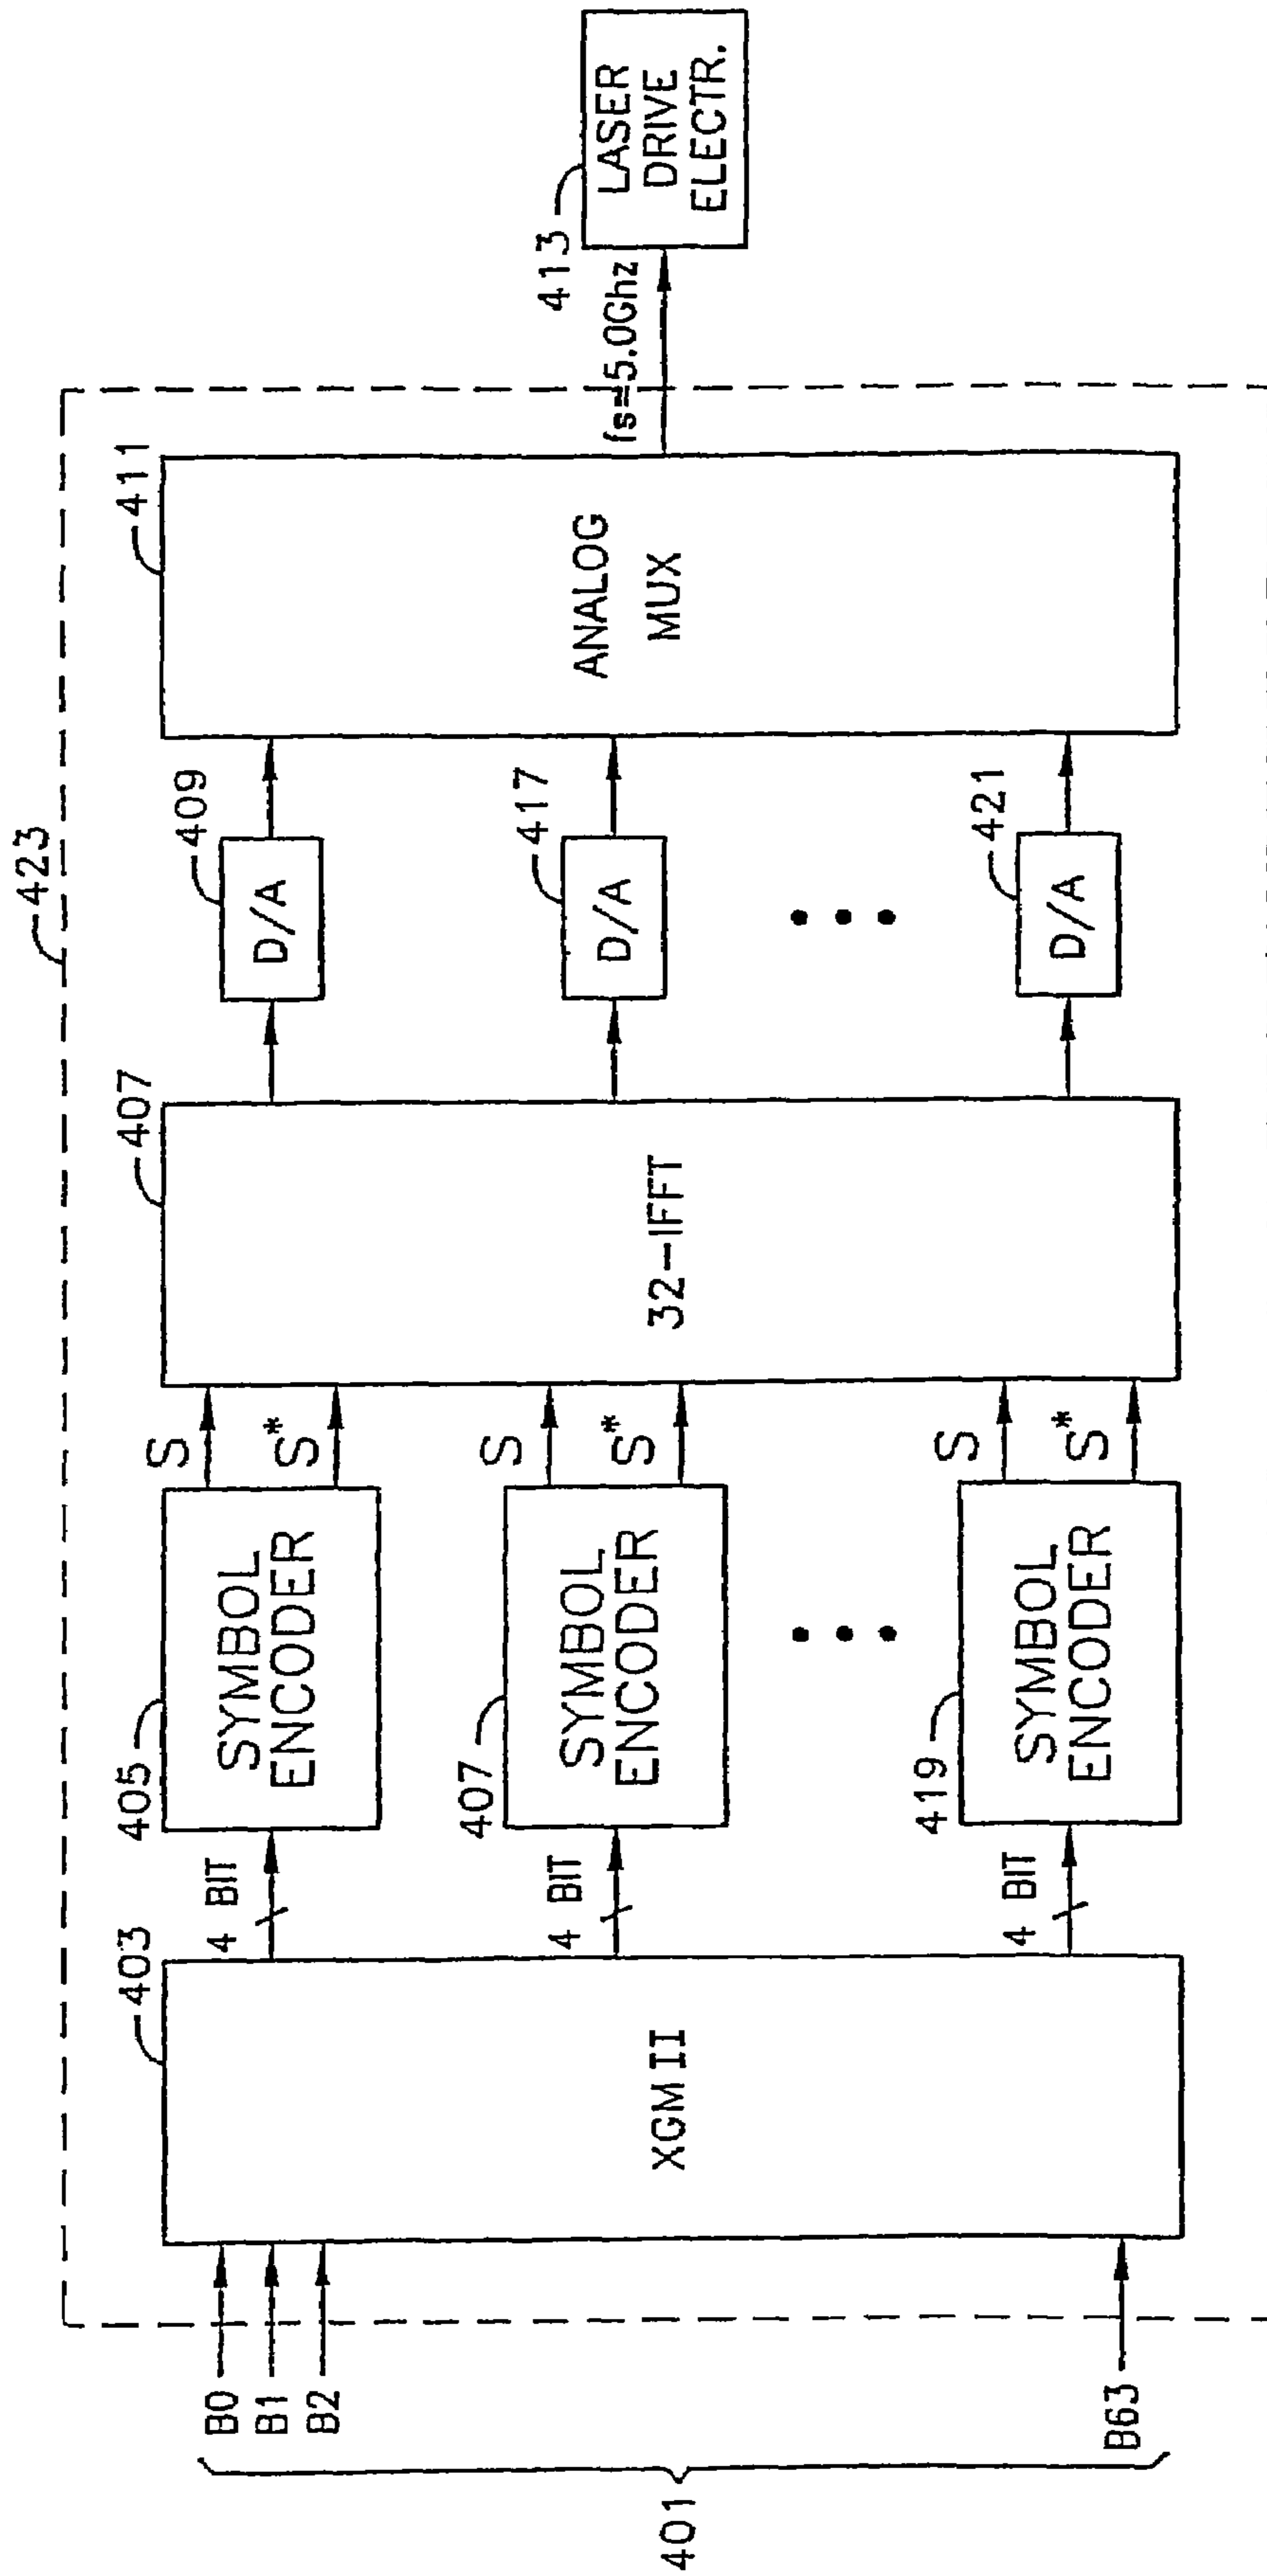 423
401
B0
B1
B2
B63
403
XGMII
4 BIT
4 BIT
4 BIT
405
SYMBOL
ENCODER
407
SYMBOL
ENCODER
419
SYMBOL
ENCODER
S
S*
S
S*
S
S*
407
32-IFFT
409
D/A
417
D/A
421
D/A
411
ANALOG
MUX
fs=5.0Ghz
413
LASER
DRIVE
ELECTR.